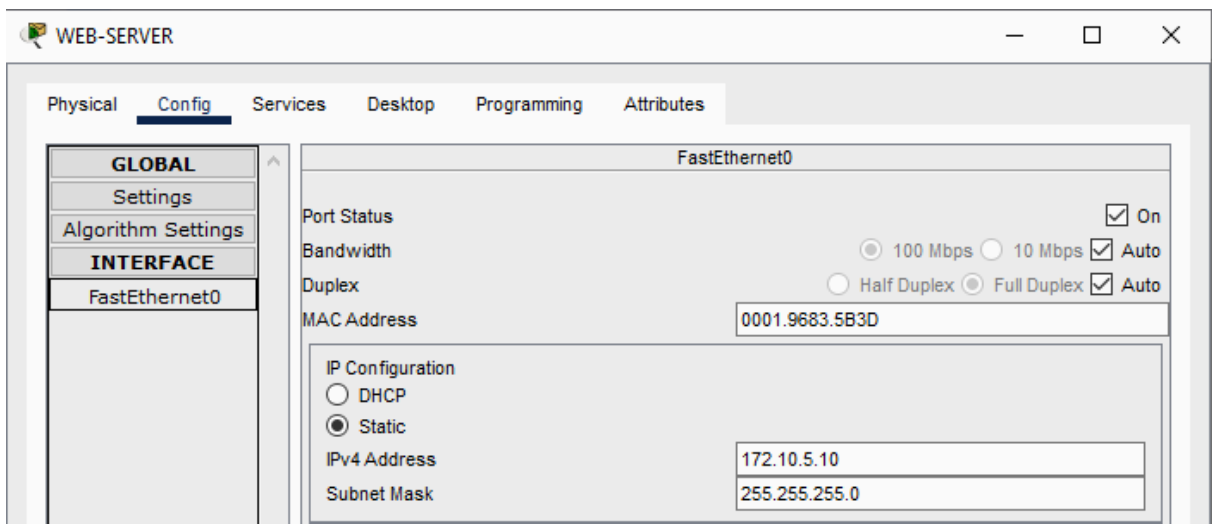 WEB-SERVER
Physical Config Services Desktop Programming Attributes
GLOBAL
Settings
Algorithm Settings
INTERFACE
FastEthernet0
FastEthernet0
Port Status On
Bandwidth 100 Mbps 10 Mbps Auto
Duplex Half Duplex Full Duplex Auto
MAC Address 0001.9683.5B3D
IP Configuration
DHCP
Static
IPv4 Address 172.10.5.10
Subnet Mask 255.255.255.0